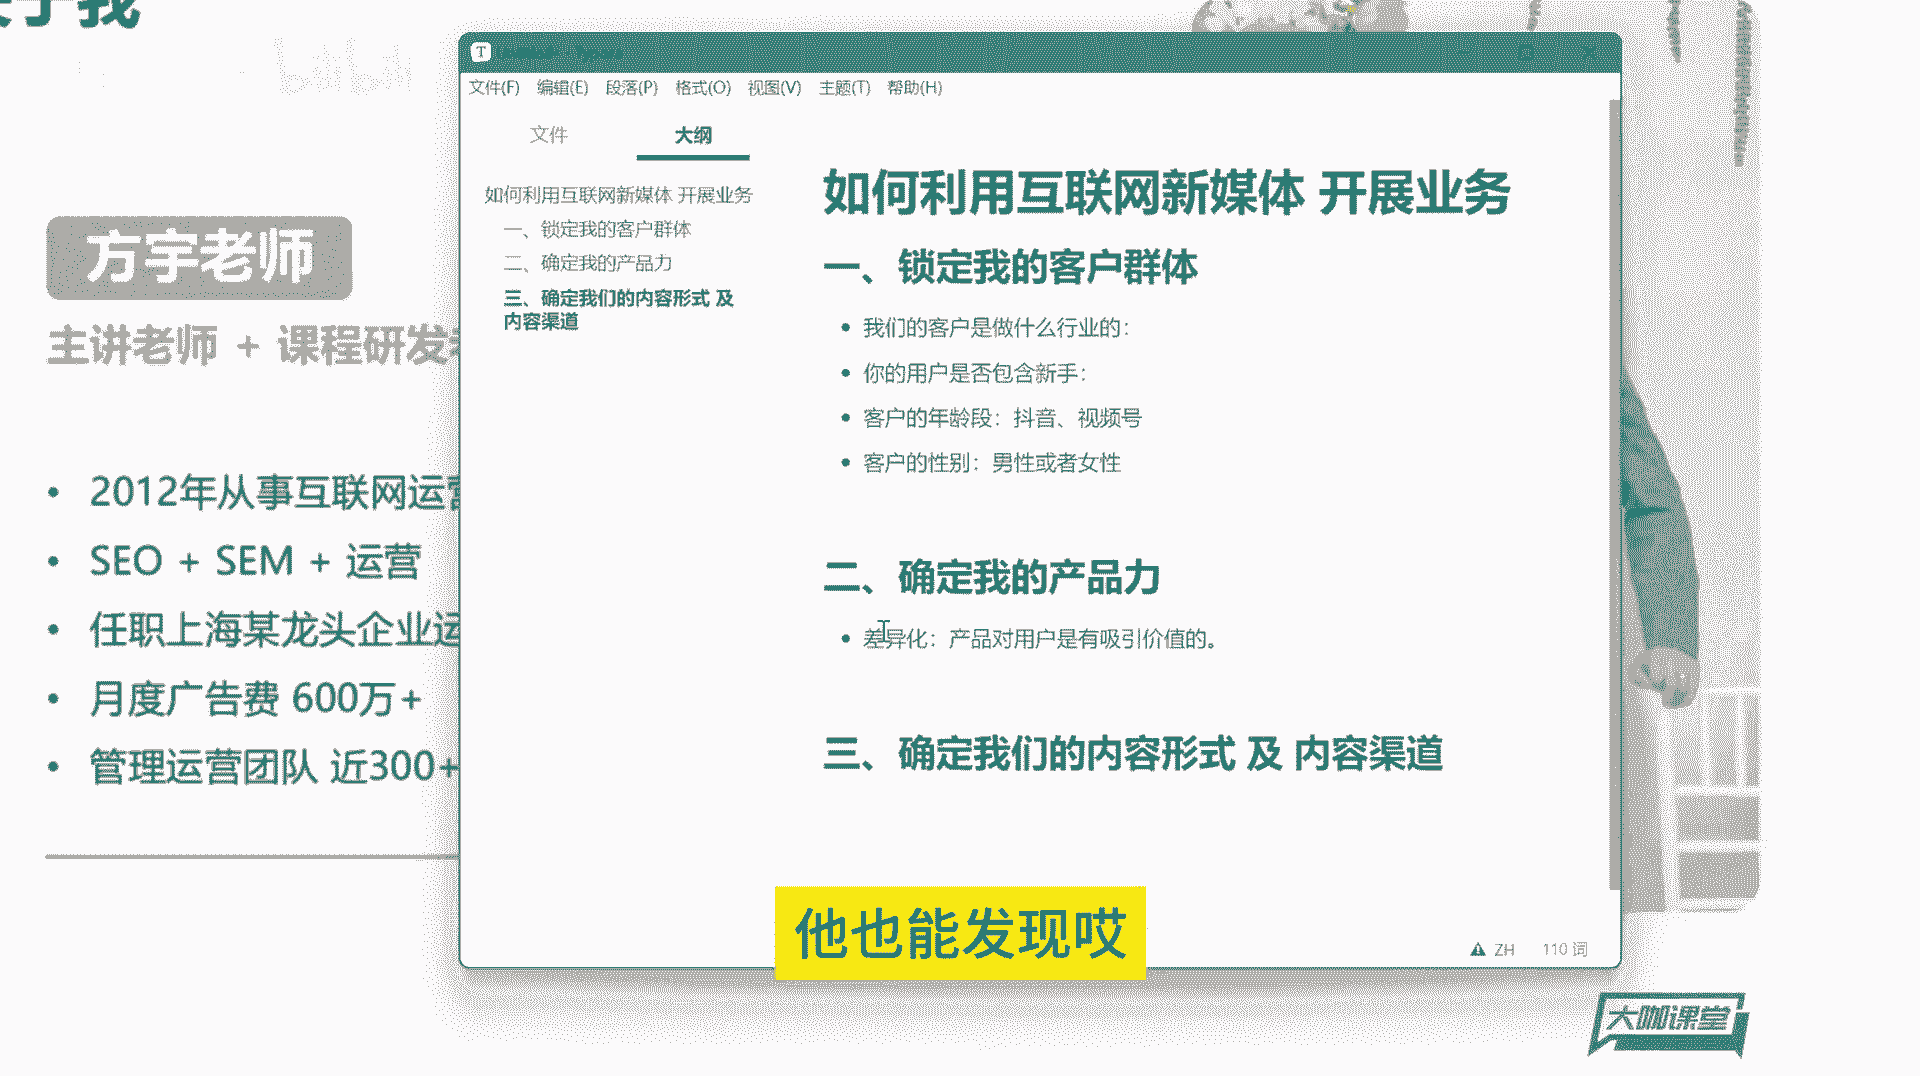 bilibili
方宇老师
主讲老师 + 课程研发
2012年从事互联网运营
SEO + SEM + 运营
任职上海某龙头企业运
月度广告费 600万+
管理运营团队 近300+
T
文件(F) 编辑(E) 段落(P) 格式(O) 视图(V) 主题(T) 帮助(H)
文件 大纲
如何利用互联网新媒体 开展业务
一、锁定我的客户群体
二、确定我的产品力
三、确定我们的内容形式 及
内容渠道
如何利用互联网新媒体 开展业务
一、锁定我的客户群体
我们的客户是做什么行业的：
你的用户是否包含新手：
客户的年龄段：抖音、视频号
客户的性别：男性或者女性
二、确定我的产品力
差异化：产品对用户是有吸引价值的。
三、确定我们的内容形式 及 内容渠道
ZH 110 词
他也能发现哎
大咖课堂